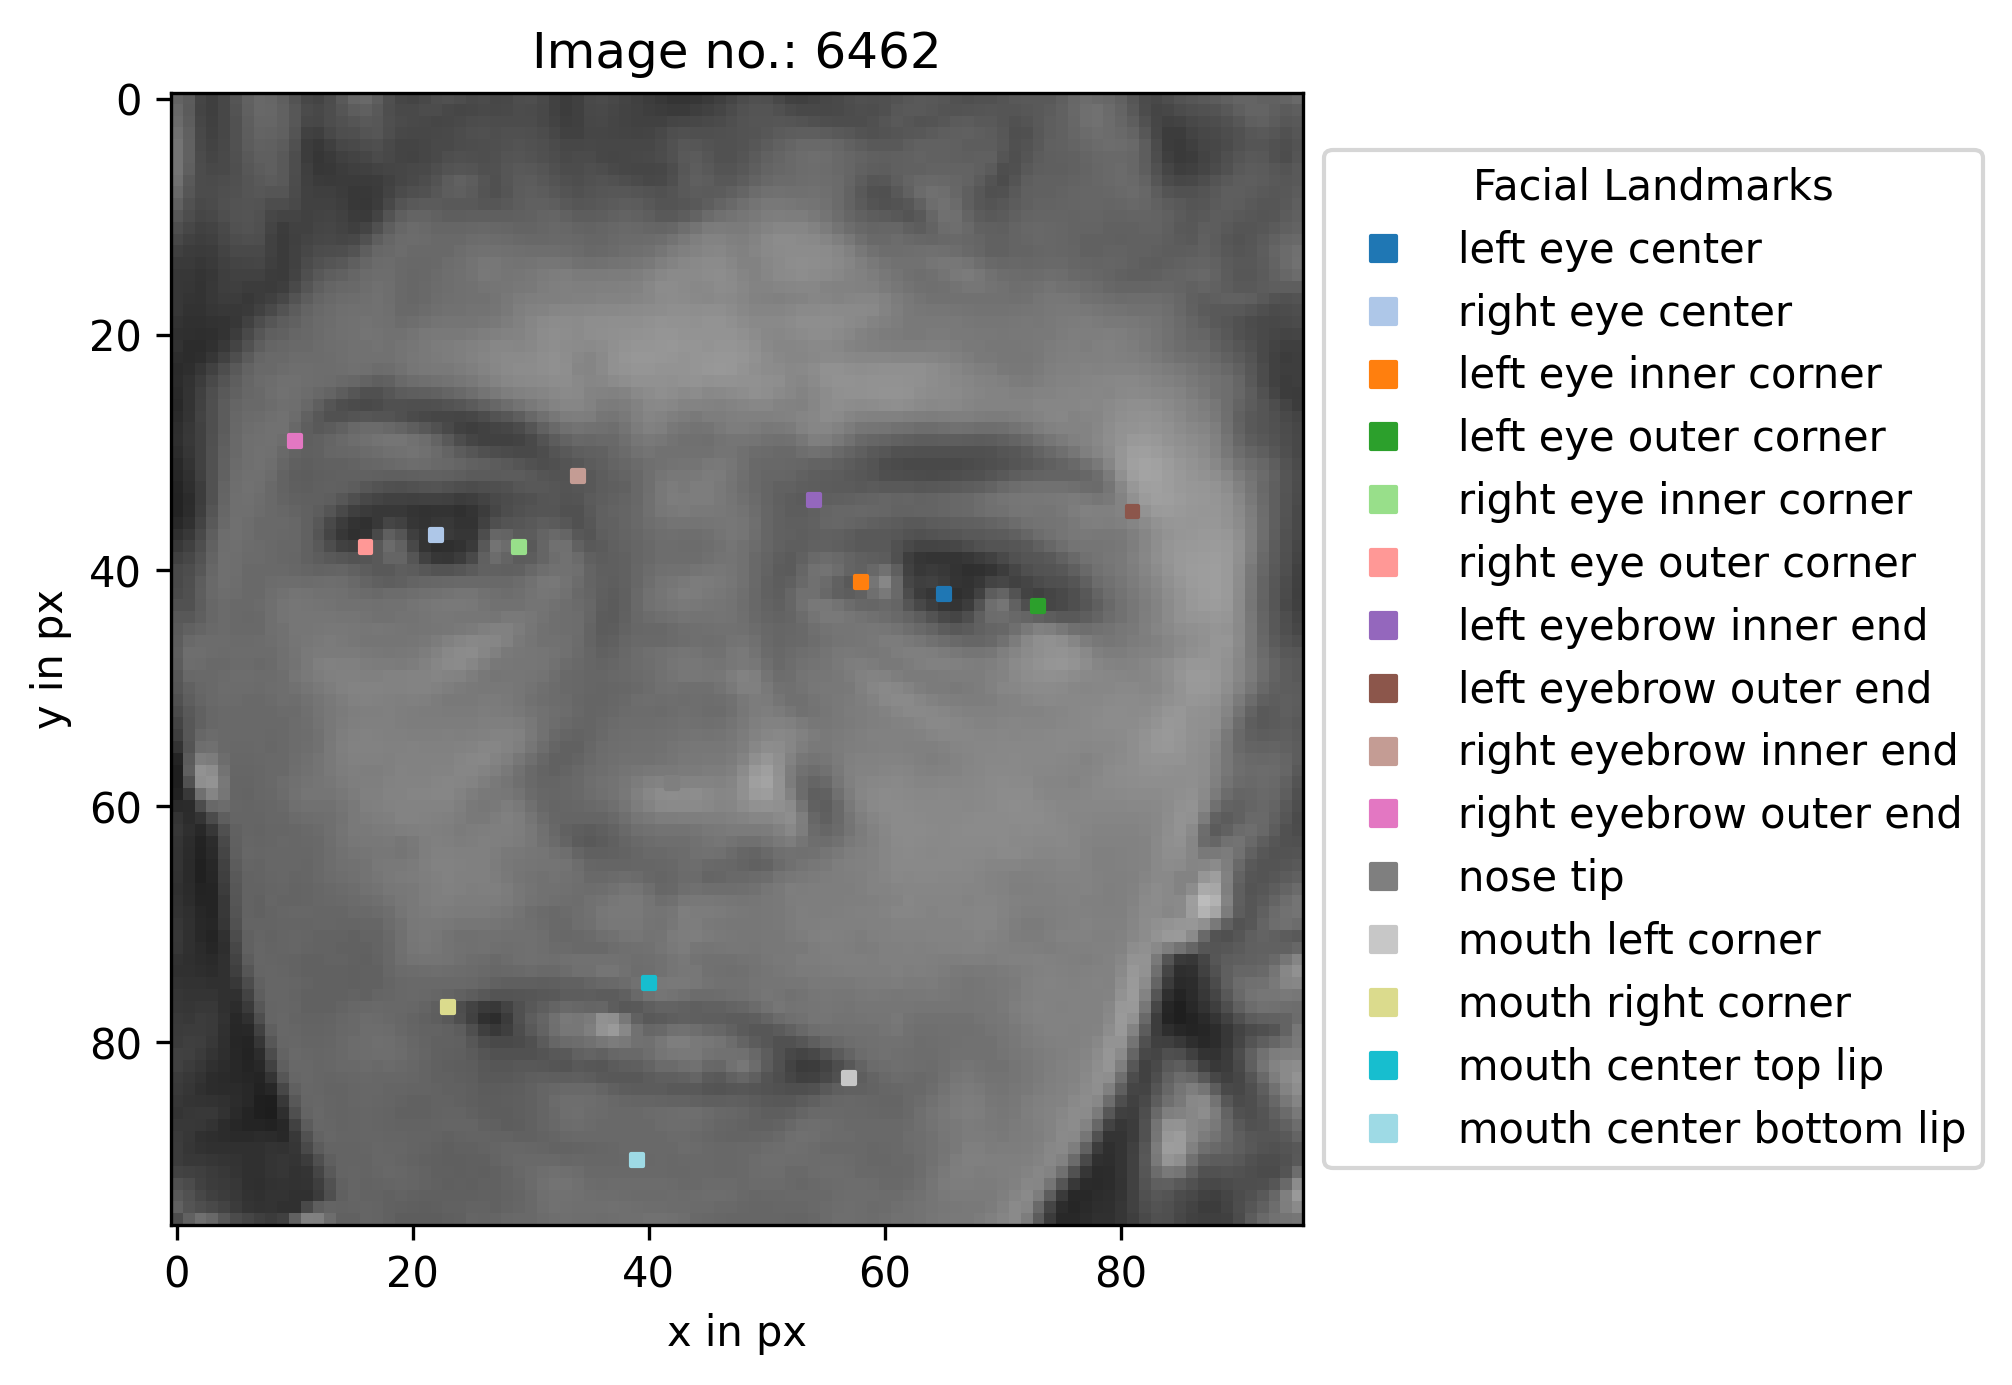 Image no.: 6462
0
20
40
60
80
y in px
0
20
40
60
80
x in px
Facial Landmarks
left eye center
right eye center
left eye inner corner
left eye outer corner
right eye inner corner
right eye outer corner
left eyebrow inner end
left eyebrow outer end
right eyebrow inner end
right eyebrow outer end
nose tip
mouth left corner
mouth right corner
mouth center top lip
mouth center bottom lip